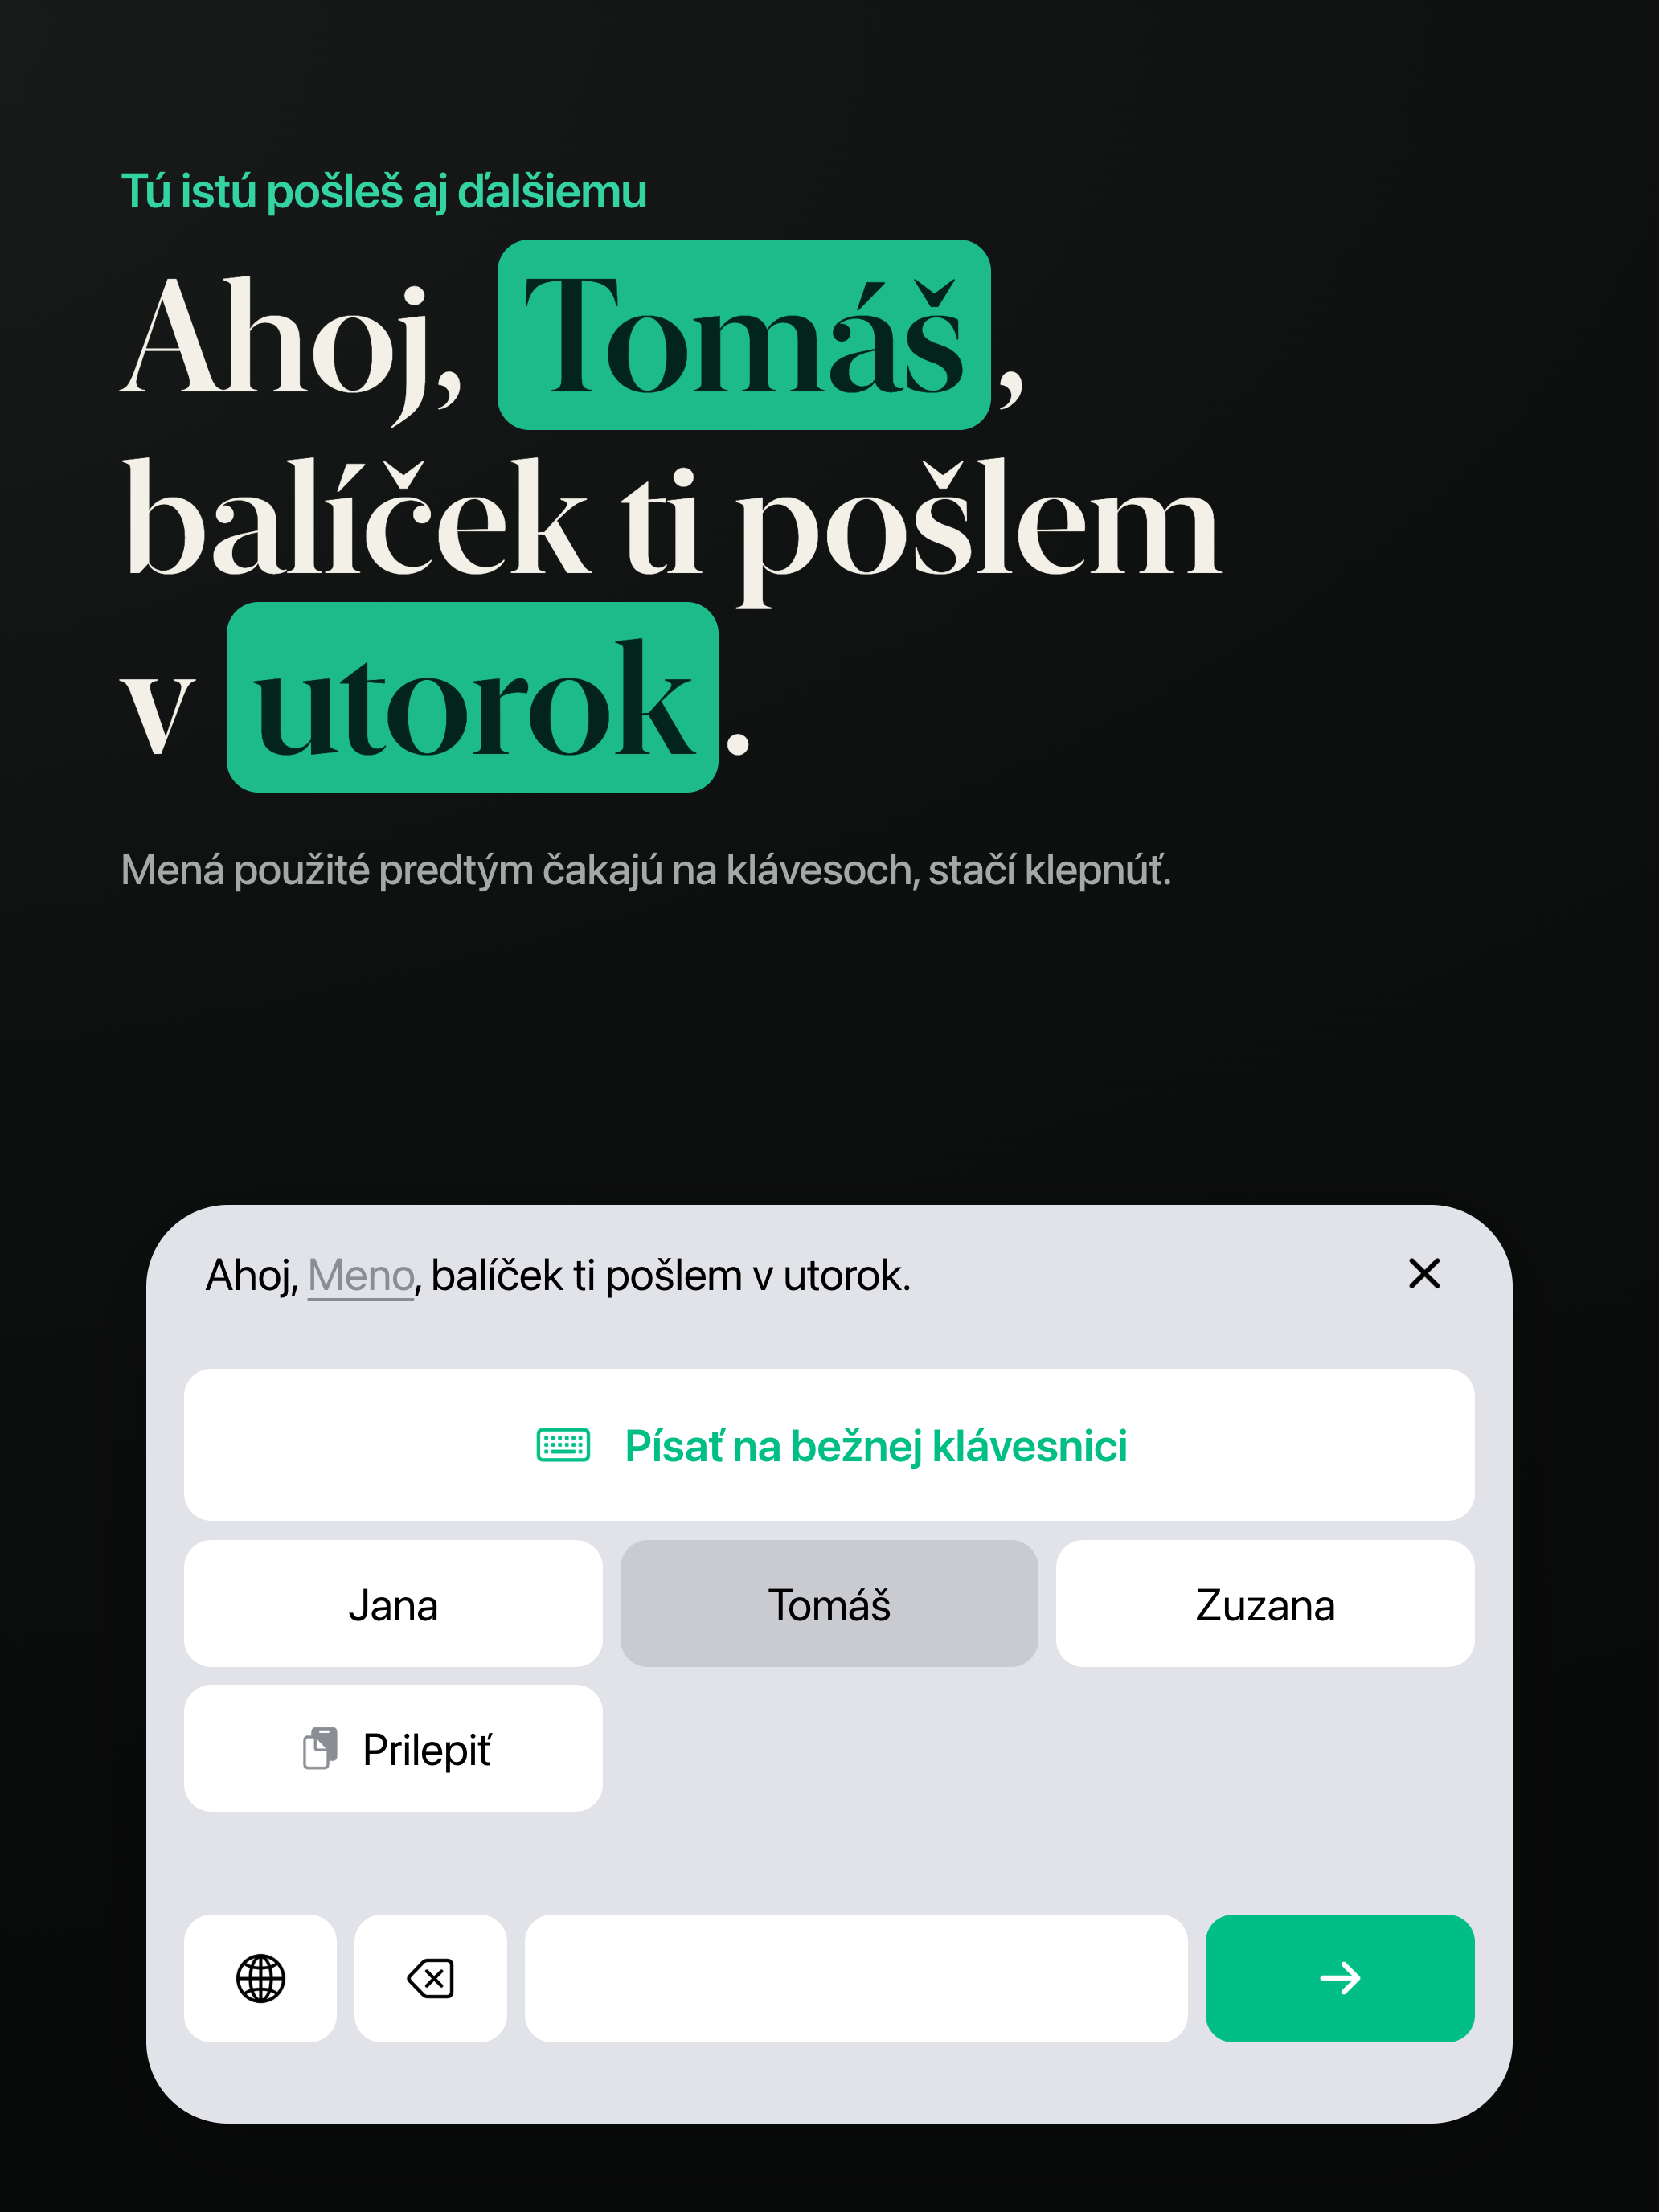 Tú istú pošleš aj ďalšiemu
Ahoj, Tomáš,
balíček ti pošlem
v utorok.
Mená použité predtým čakajú na klávesoch, stačí klepnúť.
Ahoj, Meno, balíček ti pošlem v utorok.
Písať na bežnej klávesnici
Jana
Tomáš
Zuzana
Prilepiť